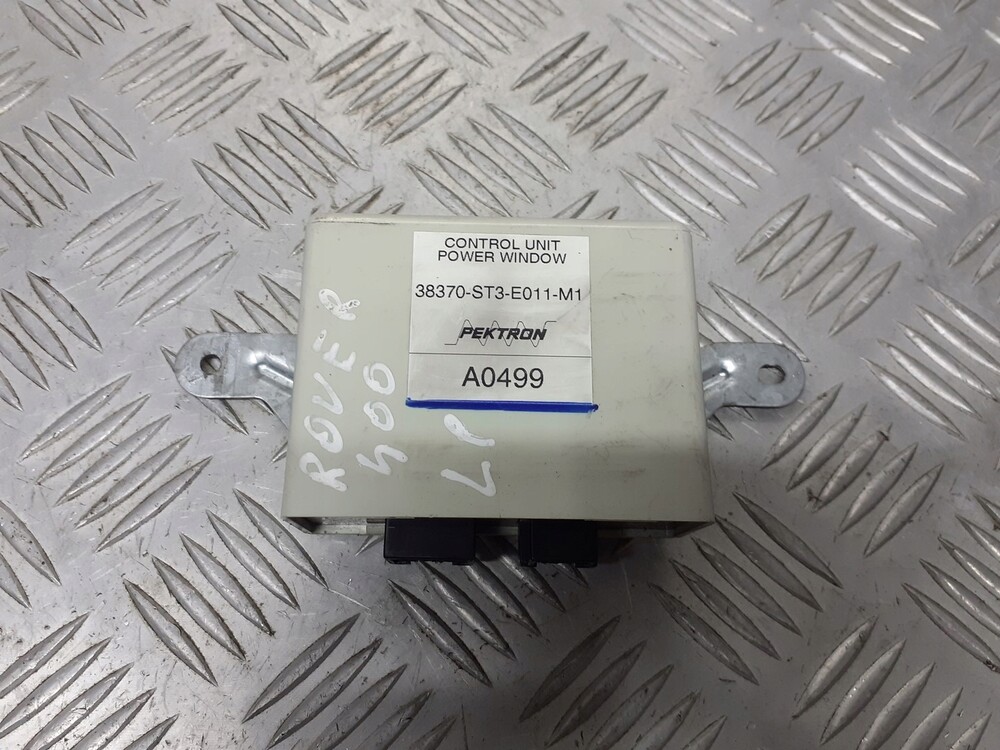 CONTROL UNIT
POWER WINDOW
38370-ST3-E011-M1
PEKTRON
A0499
ROVER
400
LP